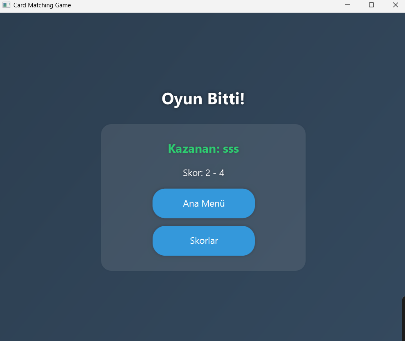 Card Matching Game
Oyun Bitti!
Kazanan: sss
Skor: 2 - 4
Ana Menü
Skorlar